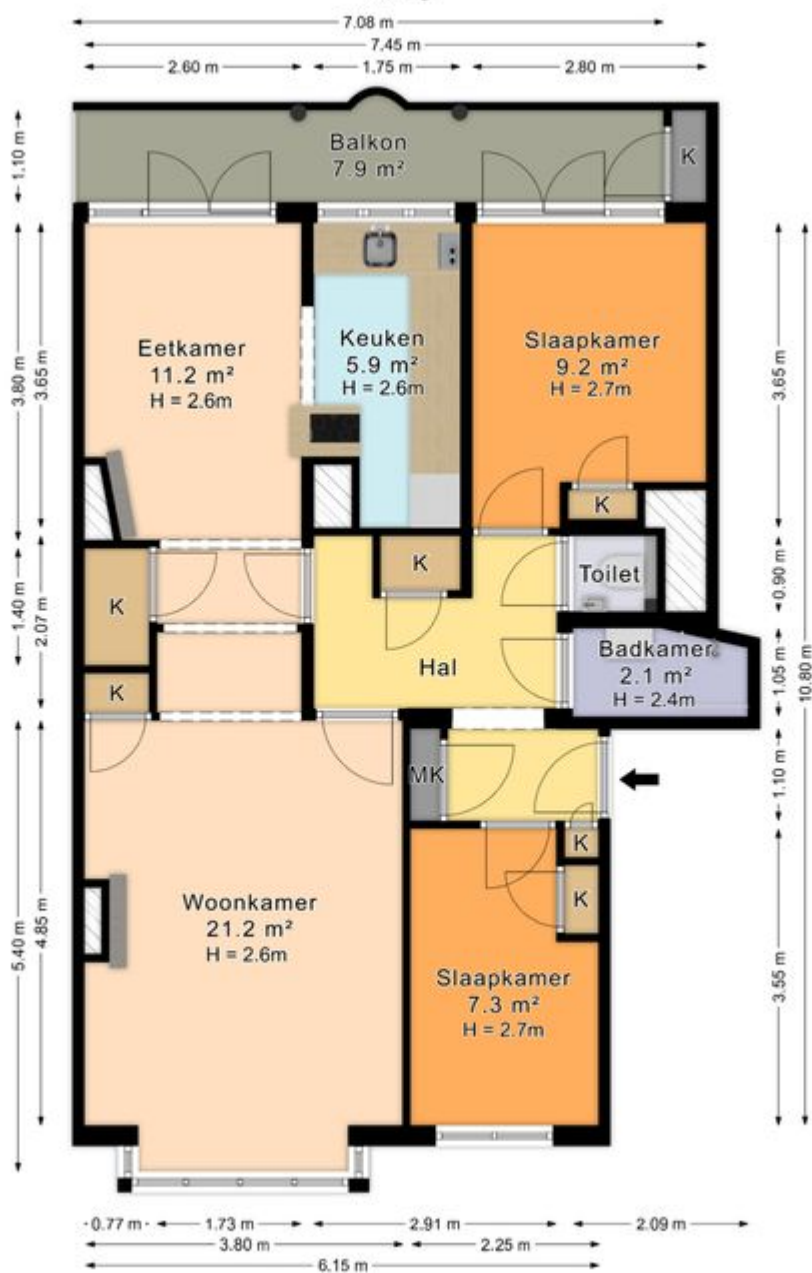 7.08 m
7.45 m
2.60 m
1.75 m
2.80 m
1.10 m
Balkon
7.9 m²
K
3.80 m
3.65 m
Eetkamer
11.2 m²
H = 2.6m
Keuken
5.9 m²
H = 2.6m
Slaapkamer
9.2 m²
H = 2.7m
3.65 m
10.80 m
K
K
K
Toilet
0.90 m
1.40 m
2.07 m
Hal
Badkamer
2.1 m²
H = 2.4m
1.05 m
K
MK
1.10 m
K
K
Woonkamer
21.2 m²
H = 2.6m
5.40 m
4.85 m
Slaapkamer
7.3 m²
H = 2.7m
3.55 m
0.77 m
1.73 m
2.91 m
2.09 m
3.80 m
2.25 m
6.15 m